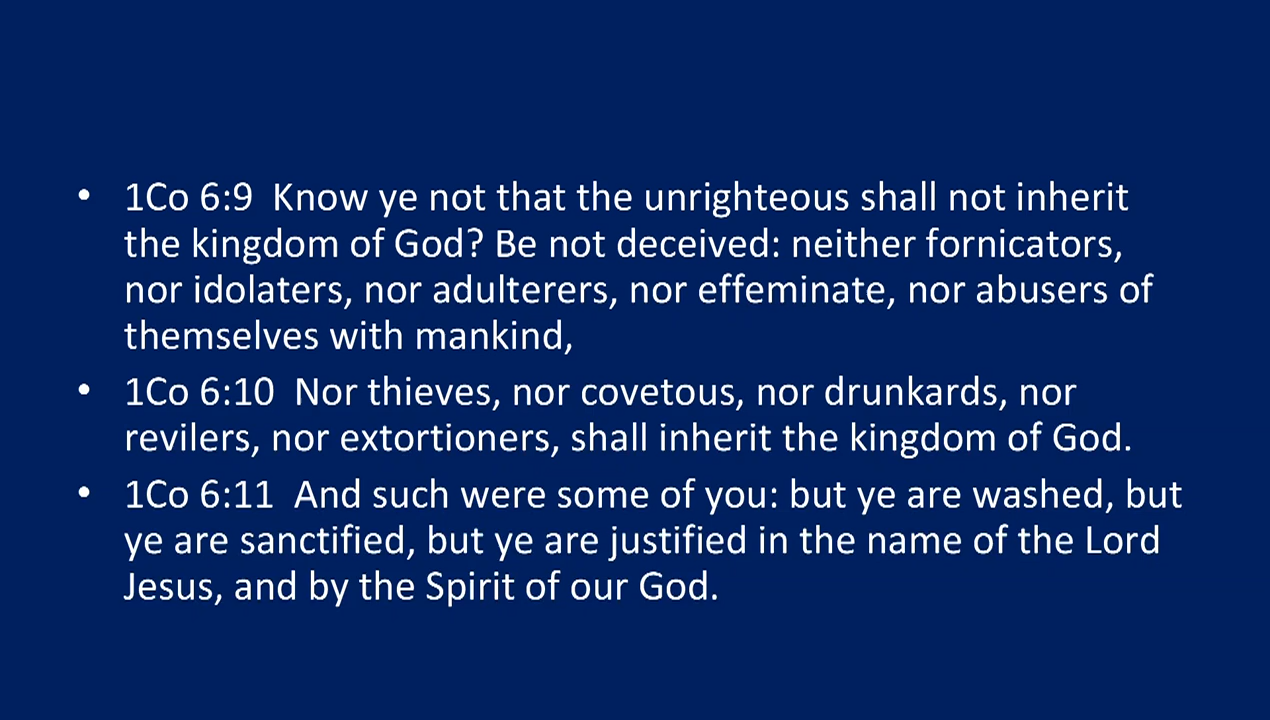 • 1Co 6:9  Know ye not that the unrighteous shall not inherit
the kingdom of God? Be not deceived: neither fornicators,
nor idolaters, nor adulterers, nor effeminate, nor abusers of
themselves with mankind,
• 1Co 6:10  Nor thieves, nor covetous, nor drunkards, nor
revilers, nor extortioners, shall inherit the kingdom of God.
• 1Co 6:11  And such were some of you: but ye are washed, but
ye are sanctified, but ye are justified in the name of the Lord
Jesus, and by the Spirit of our God.